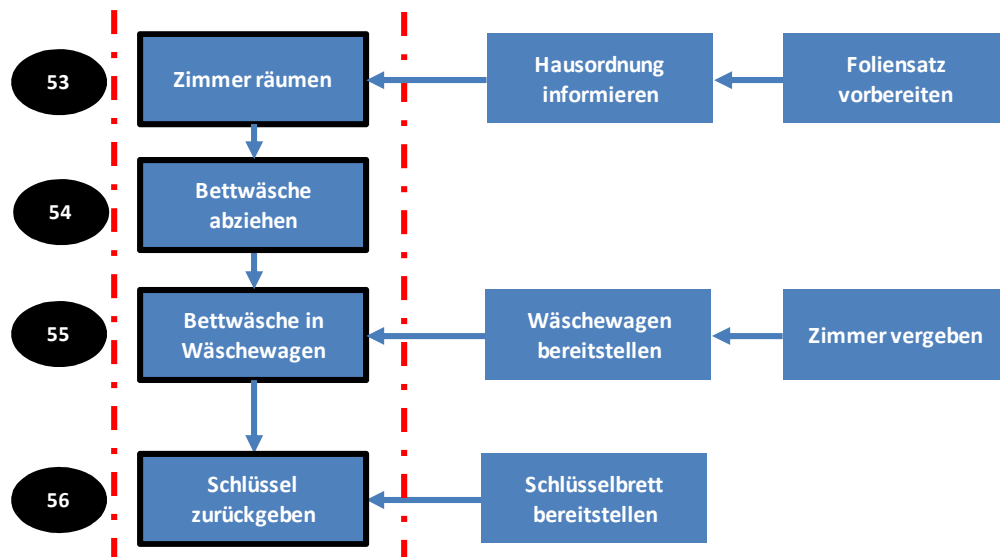 53
Zimmer räumen
Hausordnung
informieren
Foliensatz
vorbereiten
54
Bettwäsche
abziehen
55
Bettwäsche in
Wäschewagen
Wäschewagen
bereitstellen
Zimmer vergeben
56
Schlüssel
zurückgeben
Schlüsselbrett
bereitstellen